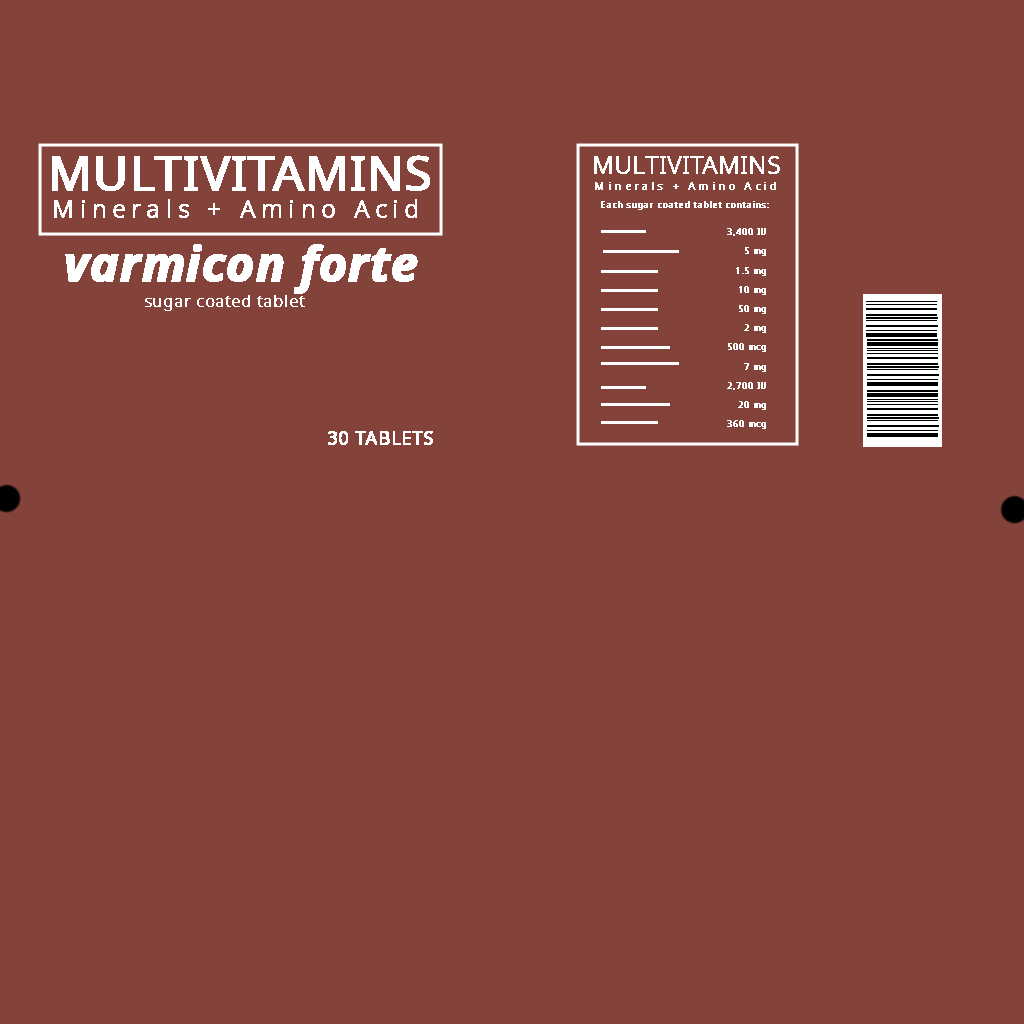 MULTIVITAMINS
Minerals + Amino Acid
varmicon forte
sugar coated tablet
30 TABLETS
MULTIVITAMINS
Minerals + Amino Acid
Each sugar coated tablet contains:
3,400 IU
5 mg
1.5 mg
10 mg
50 mg
2 mg
500 mcg
7 mg
2,700 IU
20 mg
360 mcg